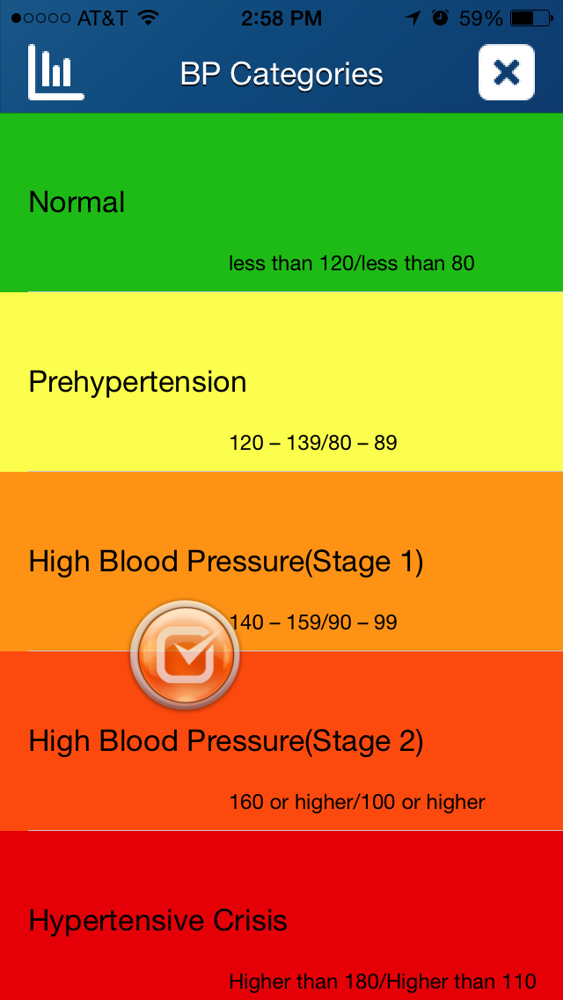 AT&T 2:58 PM 59%
BP Categories
Normal
less than 120/less than 80
Prehypertension
120 – 139/80 – 89
High Blood Pressure(Stage 1)
140 – 159/90 – 99
High Blood Pressure(Stage 2)
160 or higher/100 or higher
Hypertensive Crisis
Higher than 180/Higher than 110